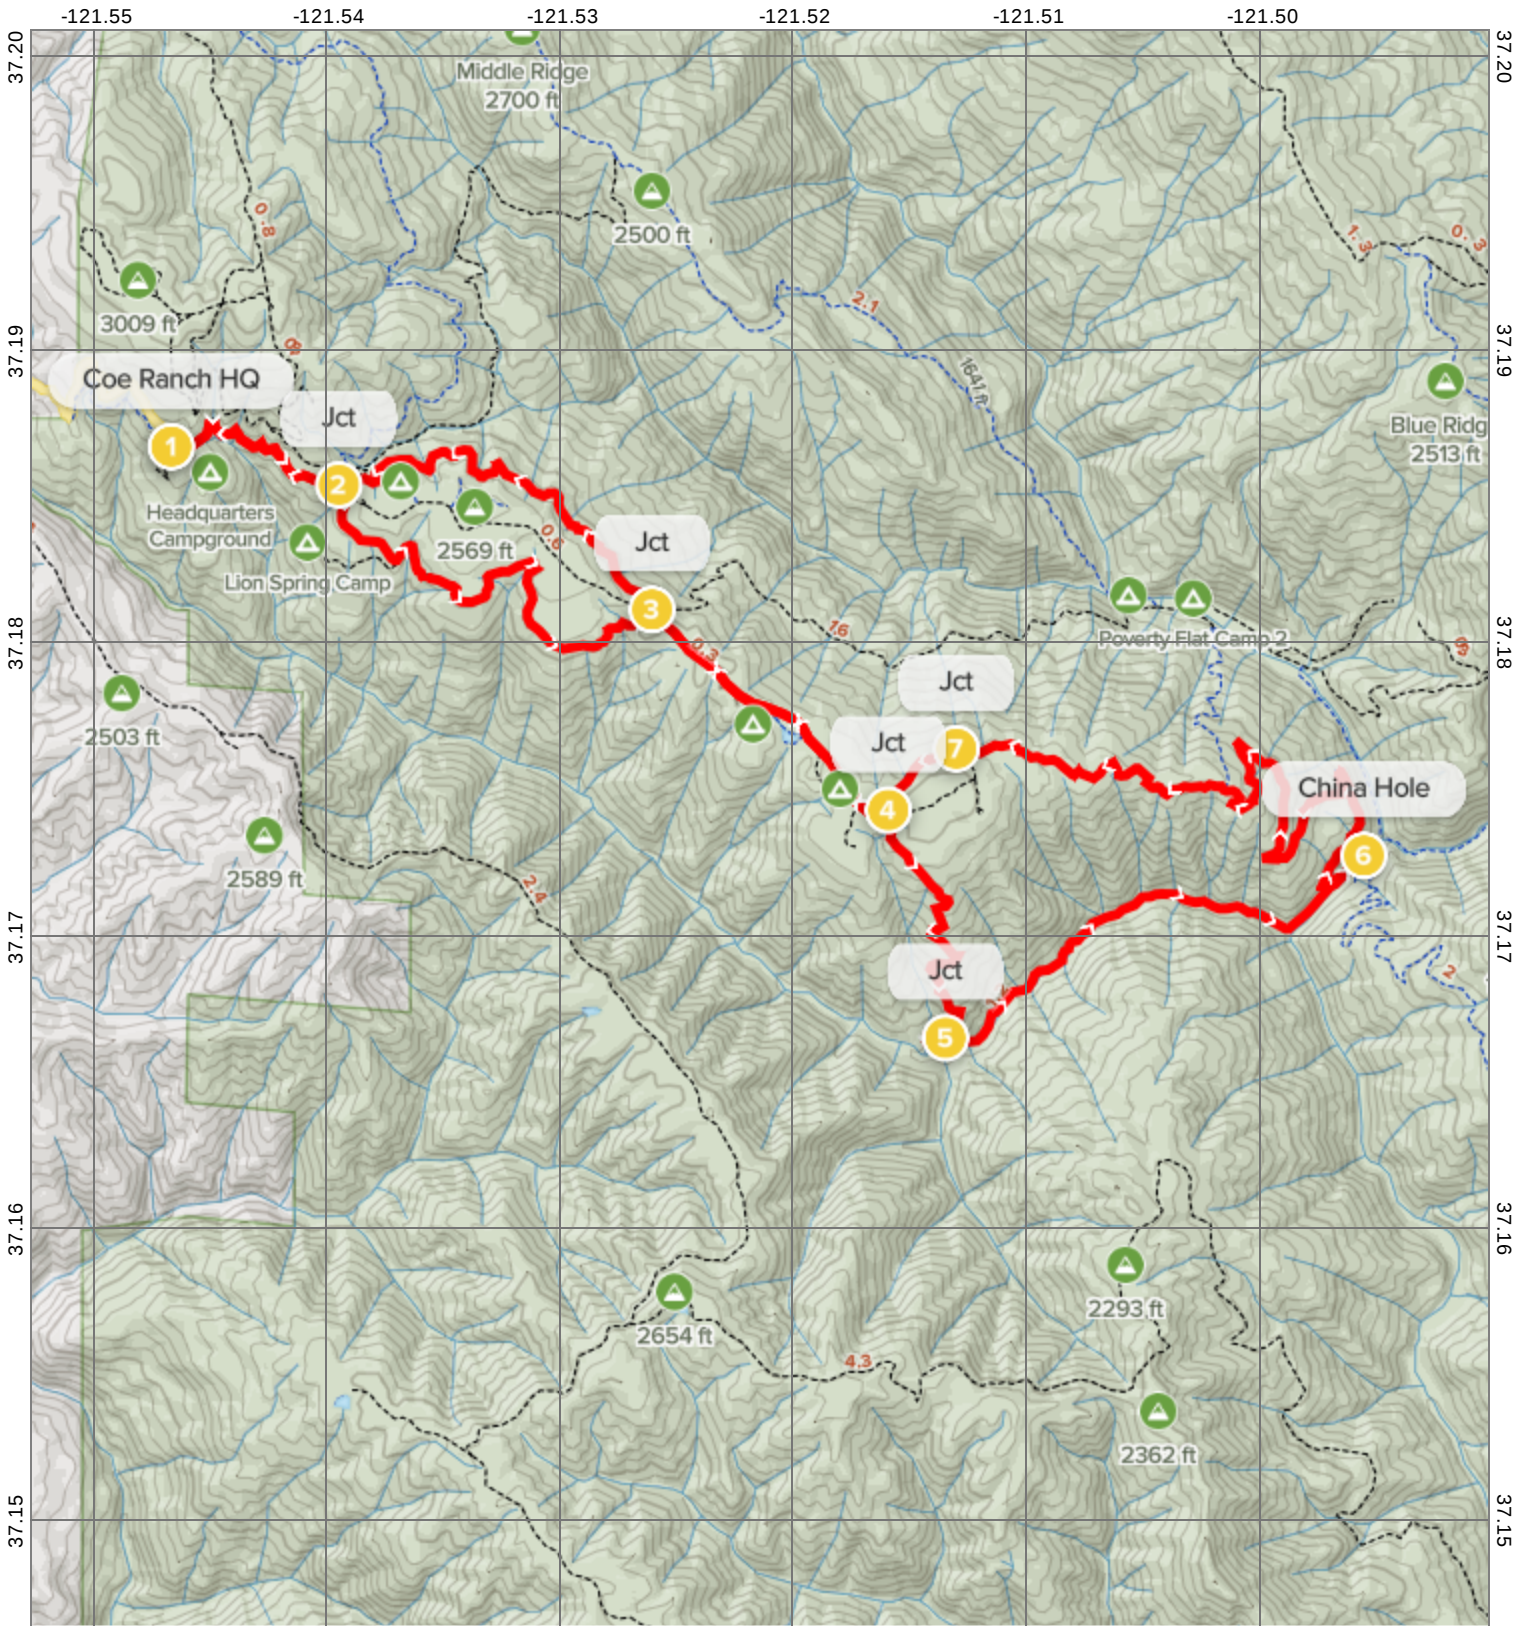 -121.55 -121.54 -121.53 -121.52 -121.51 -121.50
37.20 37.20
Middle Ridge
2700 ft
0.8
2500 ft
1.3
0.3
3009 ft
2.1
37.19 37.19
1641 ft
Coe Ranch HQ
Jct
Blue Ridg
2513 ft
1
2
Headquarters
Campground
2569 ft
0.6
Jct
Lion Spring Camp
3
16
Poverty Flat Camp 2
37.18 37.18
0.3
Jct
2503 ft
Jct
7
China Hole
4
2589 ft
6
2.4
37.17 37.17
Jct
2
5
37.16 37.16
2293 ft
2654 ft
4.3
2362 ft
37.15 37.15